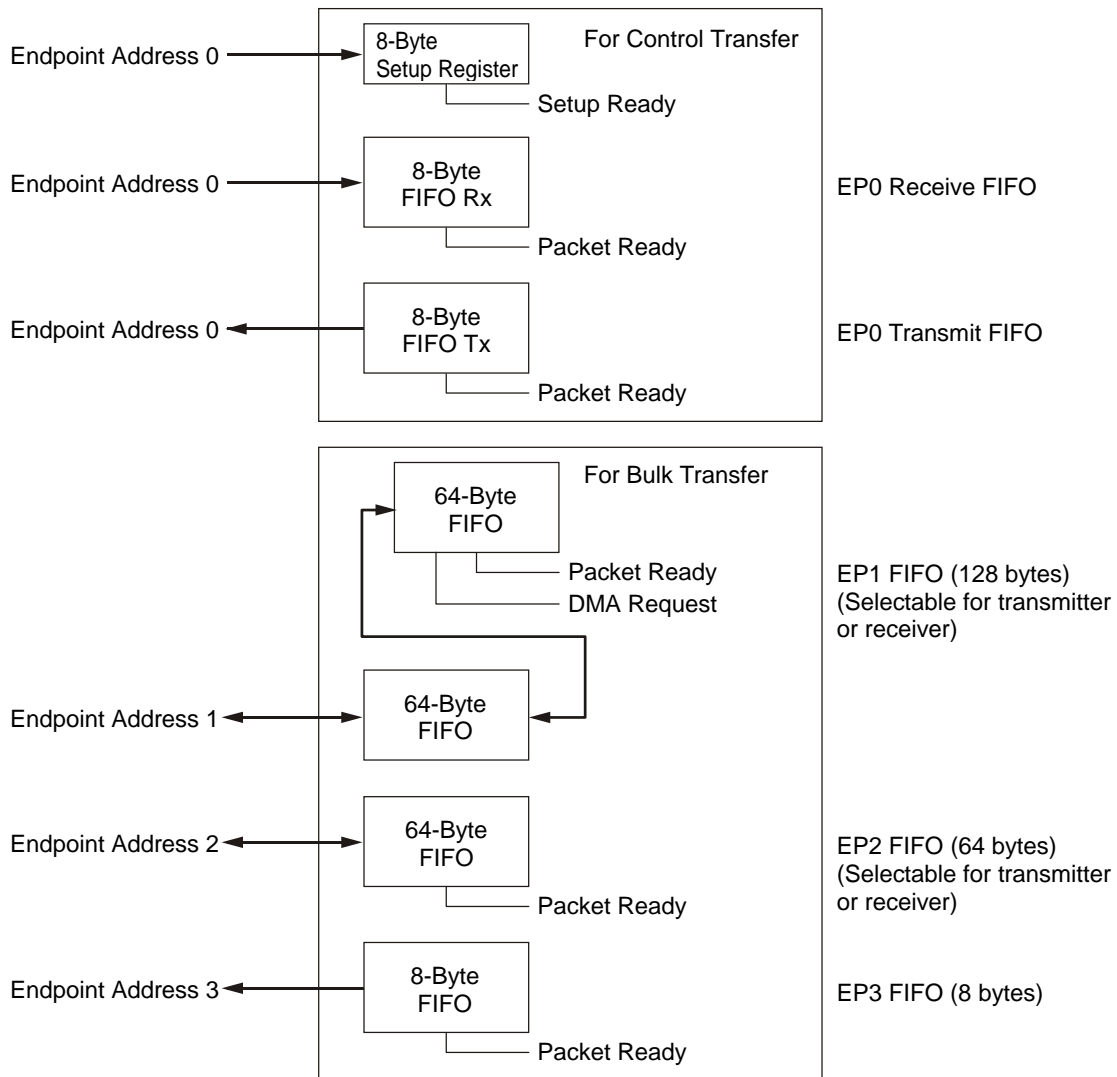 For Control Transfer
Endpoint Address 0
8-Byte
Setup Register
Setup Ready
Endpoint Address 0
8-Byte
FIFO Rx
EP0 Receive FIFO
Packet Ready
Endpoint Address 0
8-Byte
FIFO Tx
EP0 Transmit FIFO
Packet Ready
For Bulk Transfer
64-Byte
FIFO
Packet Ready
DMA Request
EP1 FIFO (128 bytes)
(Selectable for transmitter
or receiver)
Endpoint Address 1
64-Byte
FIFO
Endpoint Address 2
64-Byte
FIFO
EP2 FIFO (64 bytes)
(Selectable for transmitter
or receiver)
Packet Ready
Endpoint Address 3
8-Byte
FIFO
EP3 FIFO (8 bytes)
Packet Ready